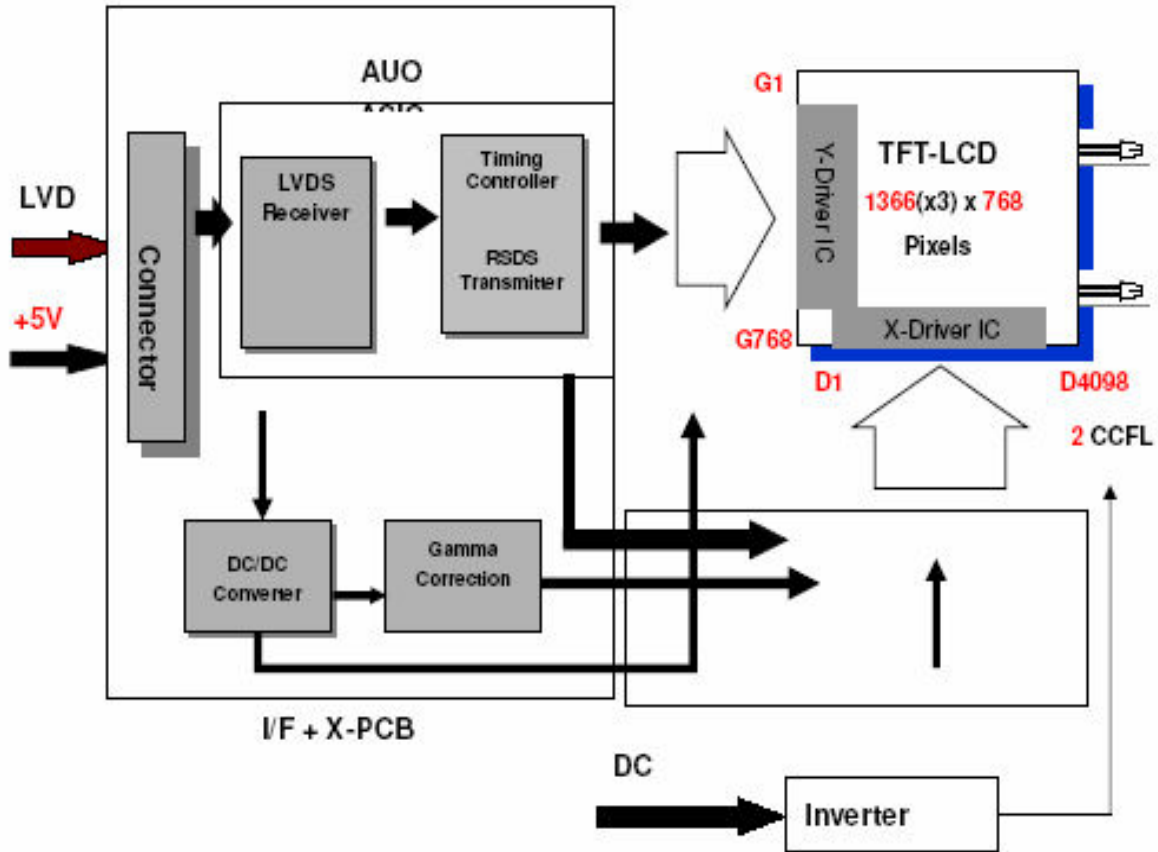 AUO
LVD
+5V
Connector
LVDS
Receiver
Timing
Controller
RSDS
Transmitter
G1
Y-Driver IC
TFT-LCD
1366(x3) x 768
Pixels
X-Driver IC
G768
D1
D4098
2 CCFL
DC/DC
Converter
Gamma
Correction
I/F + X-PCB
DC
Inverter